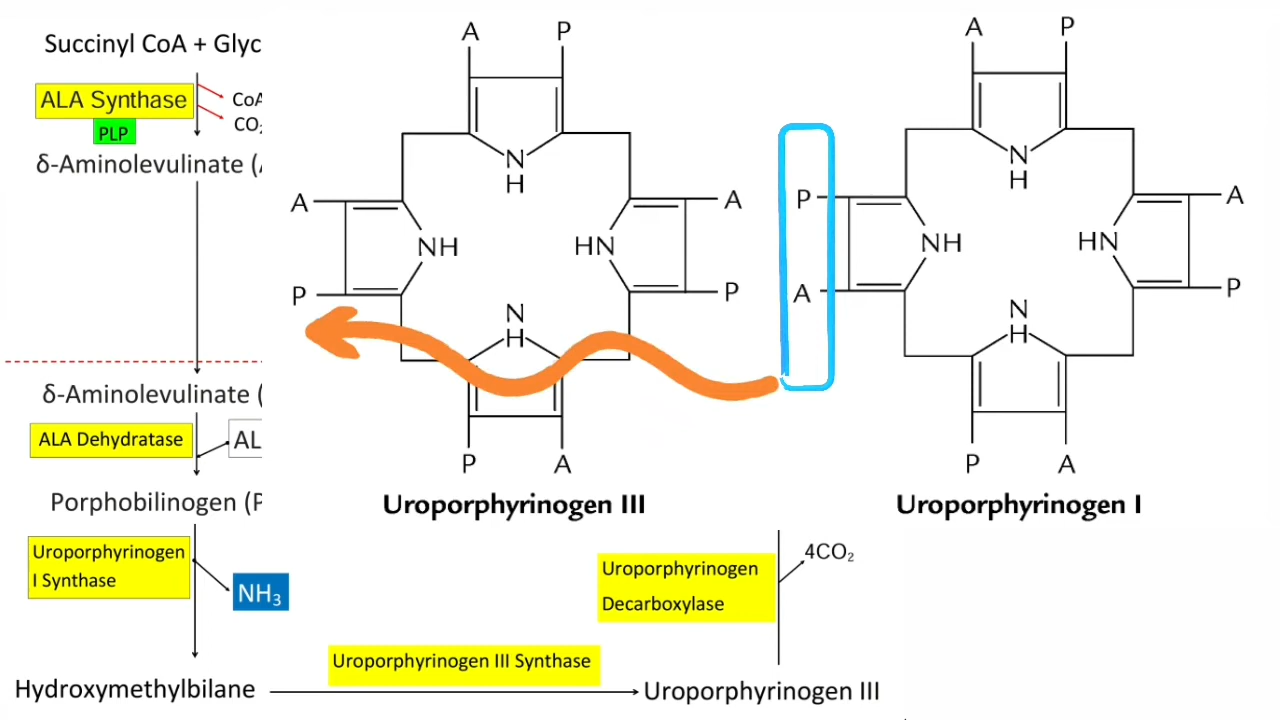 Succinyl CoA + Glyc
ALA Synthase
CoA
CO₂
PLP
δ-Aminolevulinate (A
δ-Aminolevulinate (
ALA Dehydratase
AL
Porphobilinogen (P
Uroporphyrinogen
I Synthase
NH₃
Hydroxymethylbilane
Uroporphyrinogen III Synthase
Uroporphyrinogen III
Uroporphyrinogen
Decarboxylase
4CO₂
A P
N
H
A
A
NH
HN
P
P
N
H
P A
Uroporphyrinogen III
A P
N
H
P
A
NH
HN
A
P
N
H
P A
Uroporphyrinogen I